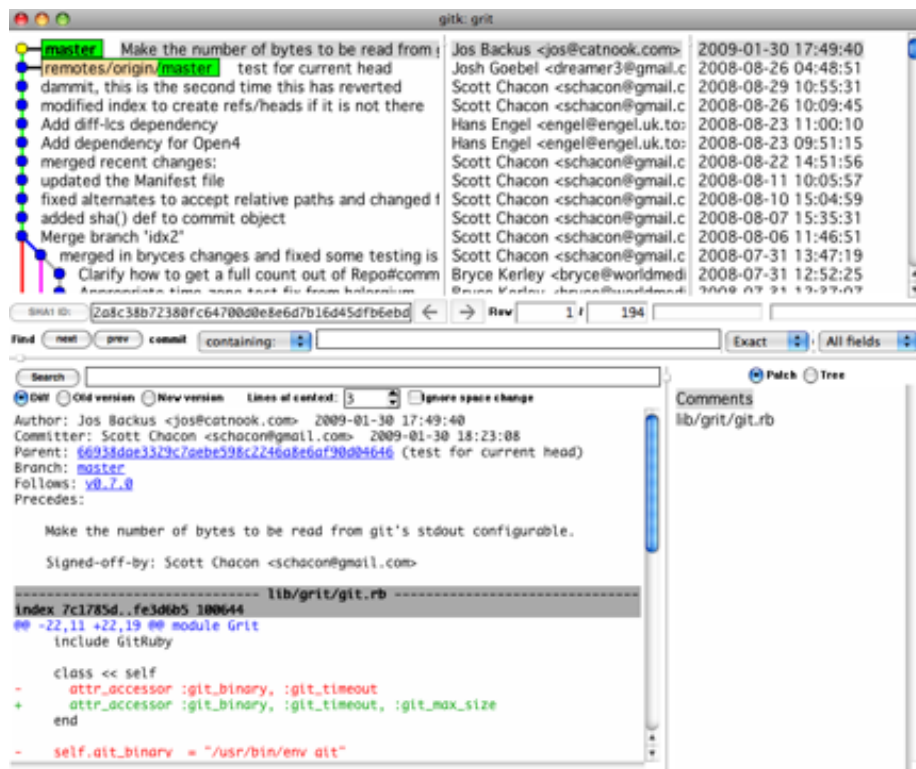 gitk: grit
master Make the number of bytes to be read from Jos Backus <jos@catnook.com> 2009-01-30 17:49:40
remotes/origin/master test for current head Josh Goebel <dreamer3@gmail.c 2008-08-26 04:48:51
dammit, this is the second time this has reverted Scott Chacon <schacon@gmail.c 2008-08-29 10:55:31
modified index to create refs/heads if it is not there Scott Chacon <schacon@gmail.c 2008-08-26 10:09:45
Add diff-lcs dependency Hans Engel <engel@engel.uk.to> 2008-08-23 11:00:10
Add dependency for Open4 Hans Engel <engel@engel.uk.to> 2008-08-23 09:51:15
merged recent changes: Scott Chacon <schacon@gmail.c 2008-08-22 14:51:56
updated the Manifest file Scott Chacon <schacon@gmail.c 2008-08-11 10:05:57
fixed alternates to accept relative paths and changed f Scott Chacon <schacon@gmail.c 2008-08-10 15:04:59
added sha() def to commit object Scott Chacon <schacon@gmail.c 2008-08-07 15:35:31
Merge branch "idx2" Scott Chacon <schacon@gmail.c 2008-08-06 11:46:51
merged in bryces changes and fixed some testing is Scott Chacon <schacon@gmail.c 2008-07-31 13:47:19
Clarify how to get a full count out of Repo#comm Bryce Kerley <bryce@worldmedi 2008-07-31 12:52:25
Appropriate time-zone test fix from halorgium Bryce Kerley <bryce@worldmedi 2008-07-31 12:37:07
SHA1 ID: 2a8c38b72380fc64700d0e8e6d7b16d45dfb6ebd ← → Row 1 / 194
Find next prev commit containing: Exact All fields
Search
Patch Tree
Diff Old version New version Lines of context: 3 Ignore space change
Comments
lib/grit/git.rb
Author: Jos Backus <jos@catnook.com> 2009-01-30 17:49:40
Committer: Scott Chacon <schacon@gmail.com> 2009-01-30 18:23:08
Parent: 66938dae3329c7aebe598c2246a8e6af90d04646 (test for current head)
Branch: master
Follows: v0.7.0
Precedes:
Make the number of bytes to be read from git's stdout configurable.
Signed-off-by: Scott Chacon <schacon@gmail.com>
------------------------------- lib/grit/git.rb -------------------------------
index 7c1785d..fe3d6b5 100644
@@ -22,11 +22,19 @@ module Grit
include GitRuby
class << self
- attr_accessor :git_binary, :git_timeout
+ attr_accessor :git_binary, :git_timeout, :git_max_size
end
- self.git_binary = "/usr/bin/env git"